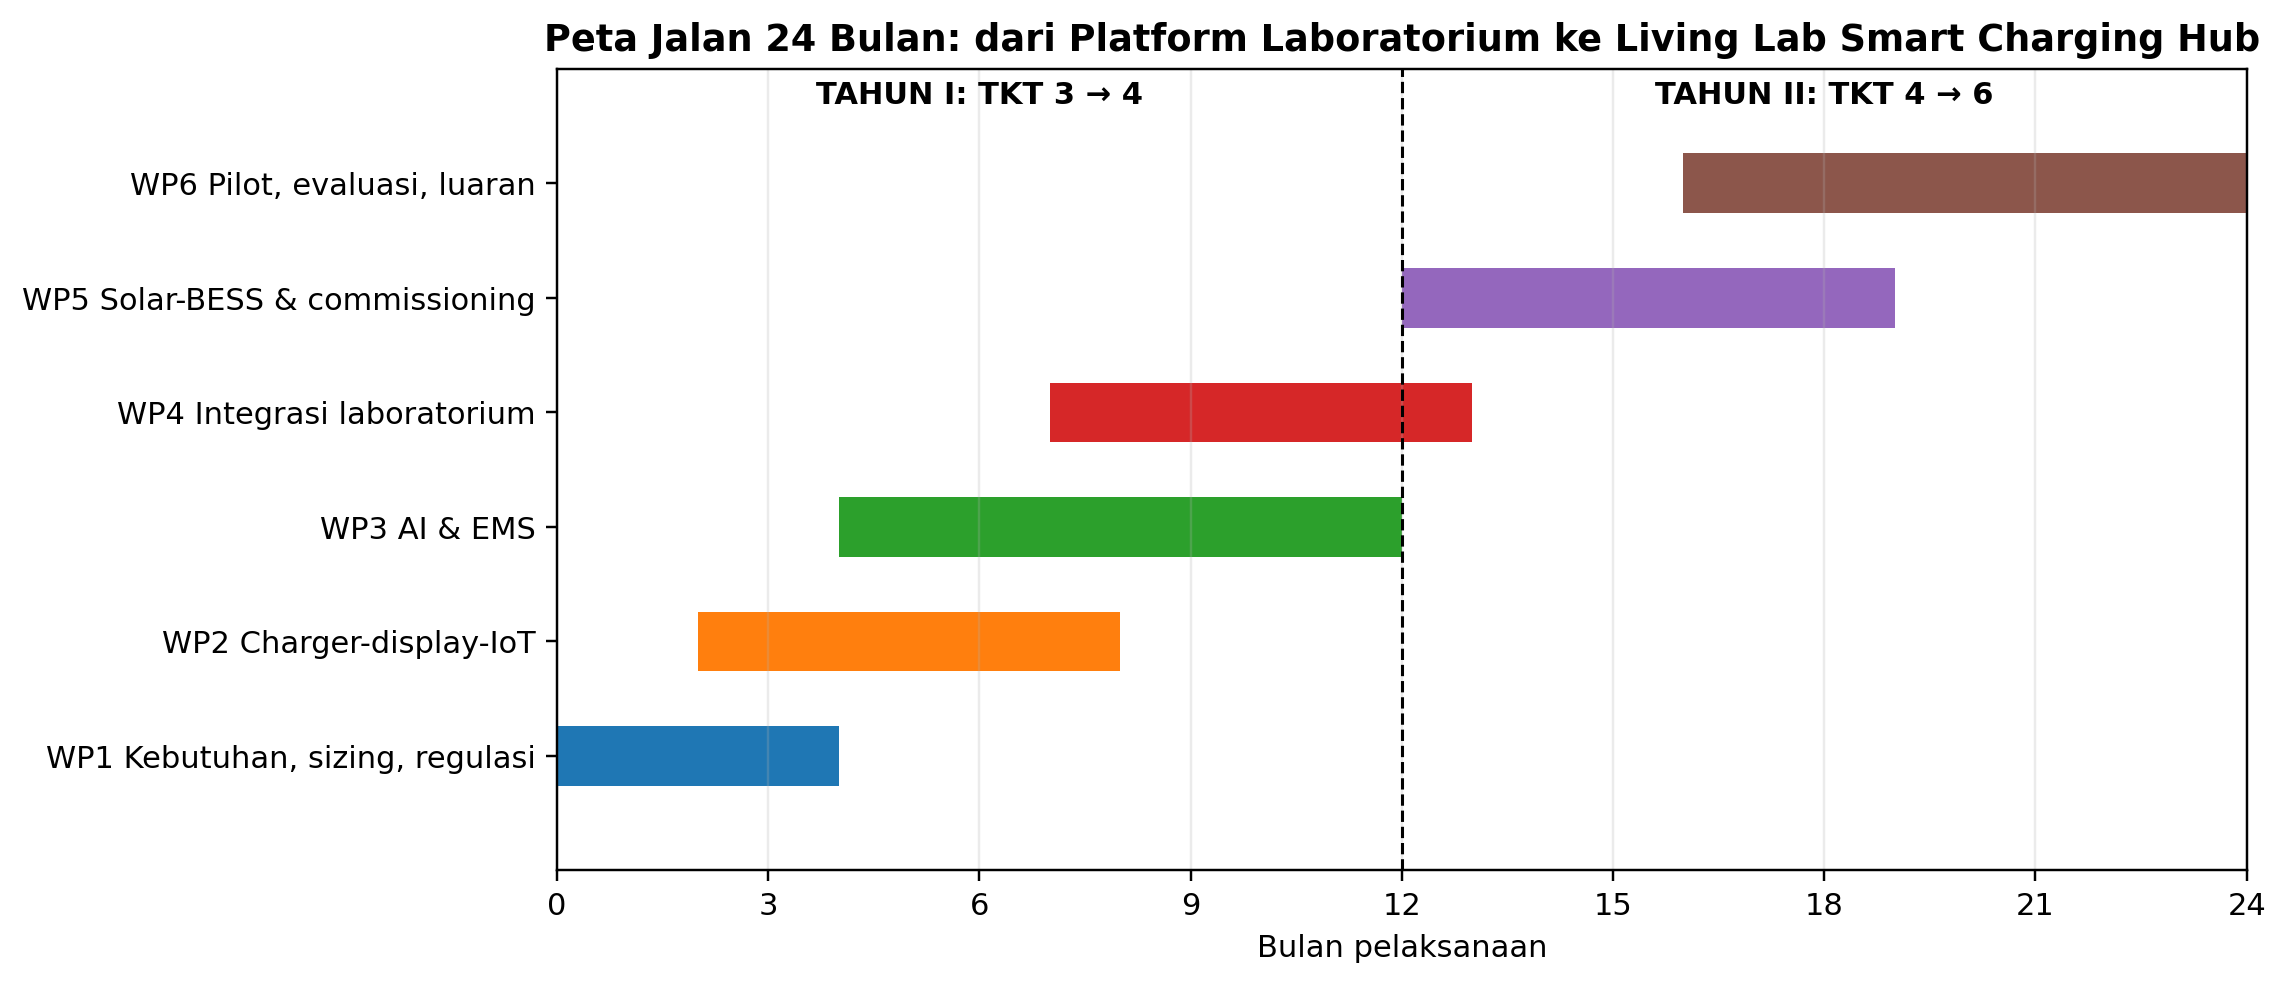 Peta Jalan 24 Bulan: dari Platform Laboratorium ke Living Lab Smart Charging Hub
TAHUN I: TKT 3 → 4
TAHUN II: TKT 4 → 6
WP6 Pilot, evaluasi, luaran
WP5 Solar-BESS & commissioning
WP4 Integrasi laboratorium
WP3 AI & EMS
WP2 Charger-display-IoT
WP1 Kebutuhan, sizing, regulasi
0 3 6 9 12 15 18 21 24
Bulan pelaksanaan